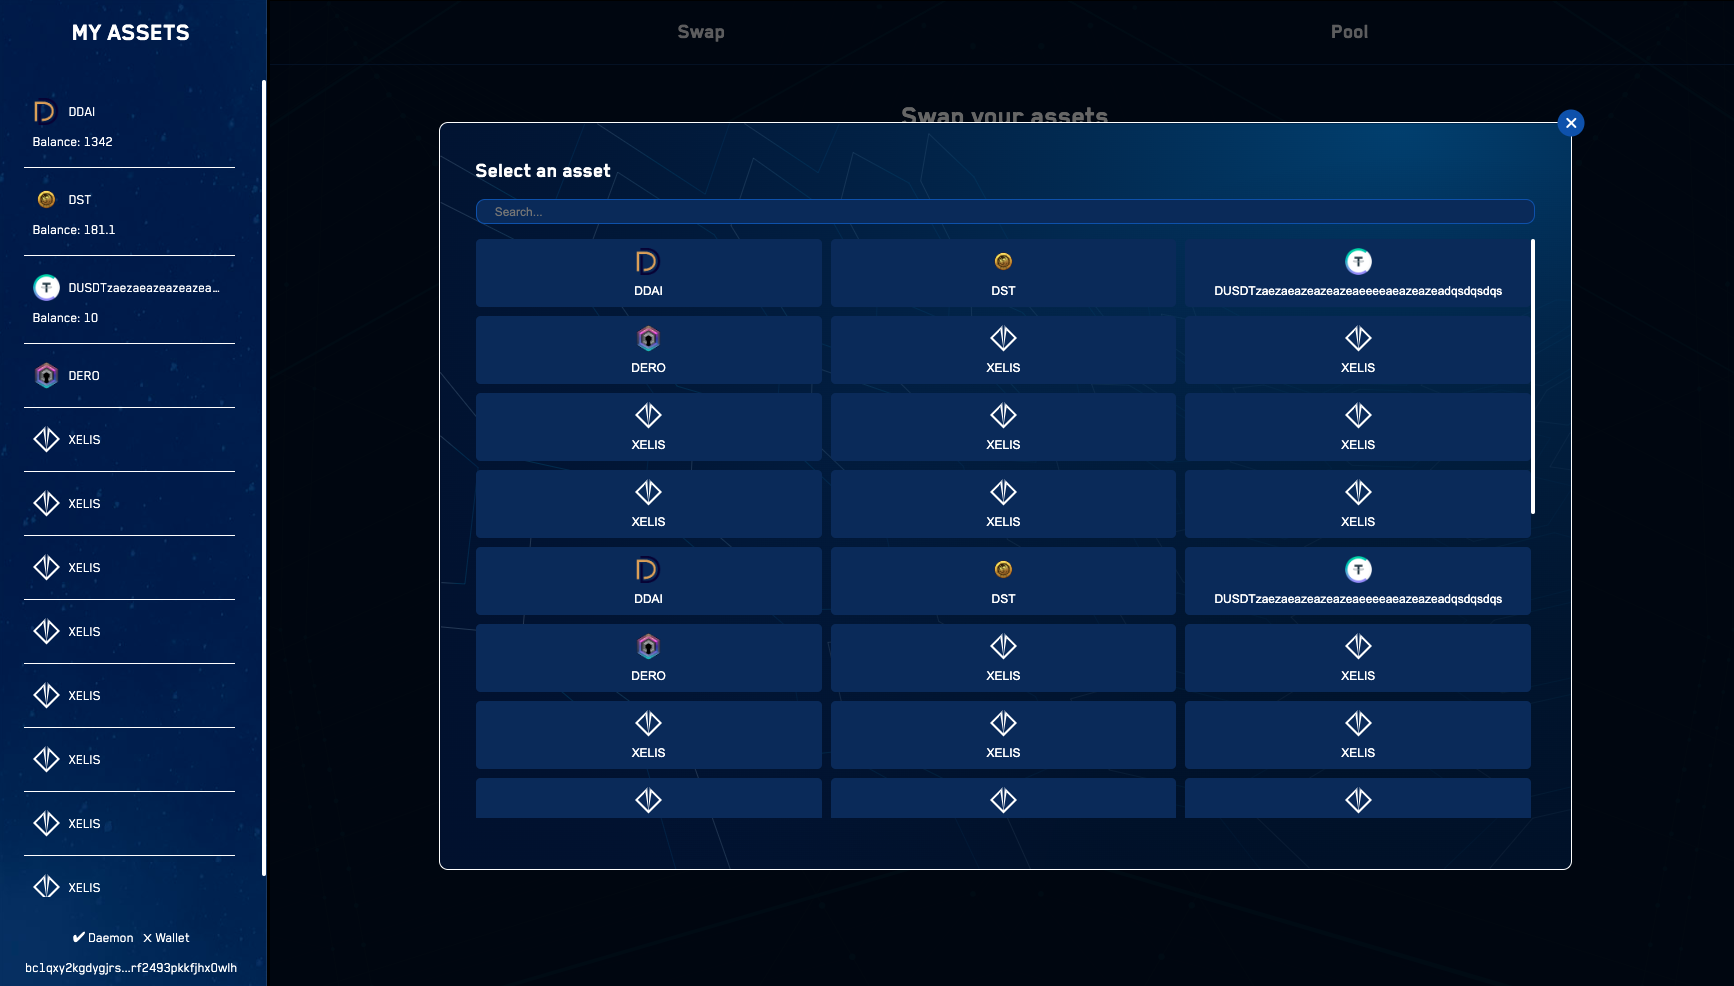 MY ASSETS
DDAI
Balance: 1342
DST
Balance: 181.1
DUSDTzaezaeazeazeazea...
Balance: 10
DERO
XELIS
XELIS
XELIS
XELIS
XELIS
XELIS
XELIS
XELIS
✔ Daemon X Wallet
bc1qxy2kgdygjrs...rf2493pkkfjhx0wlh
Swap Pool
Swap your assets
Select an asset
Search...
DDAI DST DUSDTzaezaeazeazeazeaeeeeaeazeazeadqsdqsdqs
DERO XELIS XELIS
XELIS XELIS XELIS
XELIS XELIS XELIS
DDAI DST DUSDTzaezaeazeazeazeaeeeeaeazeazeadqsdqsdqs
DERO XELIS XELIS
XELIS XELIS XELIS